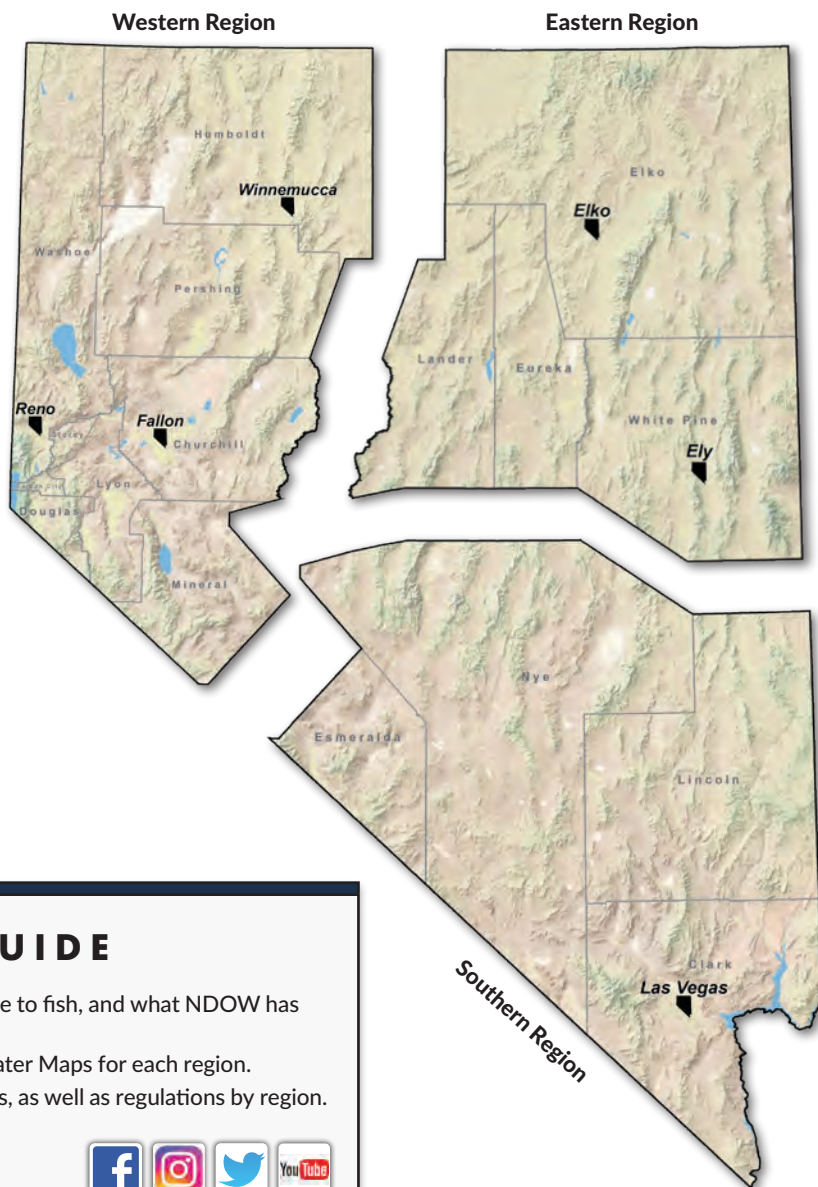 Western Region
Eastern Region
Humboldt
Winnemucca
Washoe
Pershing
Reno
Storey
Fallon
Churchill
Lyon
Douglas
Mineral
Elko
Elko
Lander
Eureka
White Pine
Ely
Nye
Esmeralda
Lincoln
Clark
Las Vegas
Southern Region
UIDE
e to fish, and what NDOW has
ater Maps for each region.
s, as well as regulations by region.
f
You Tube